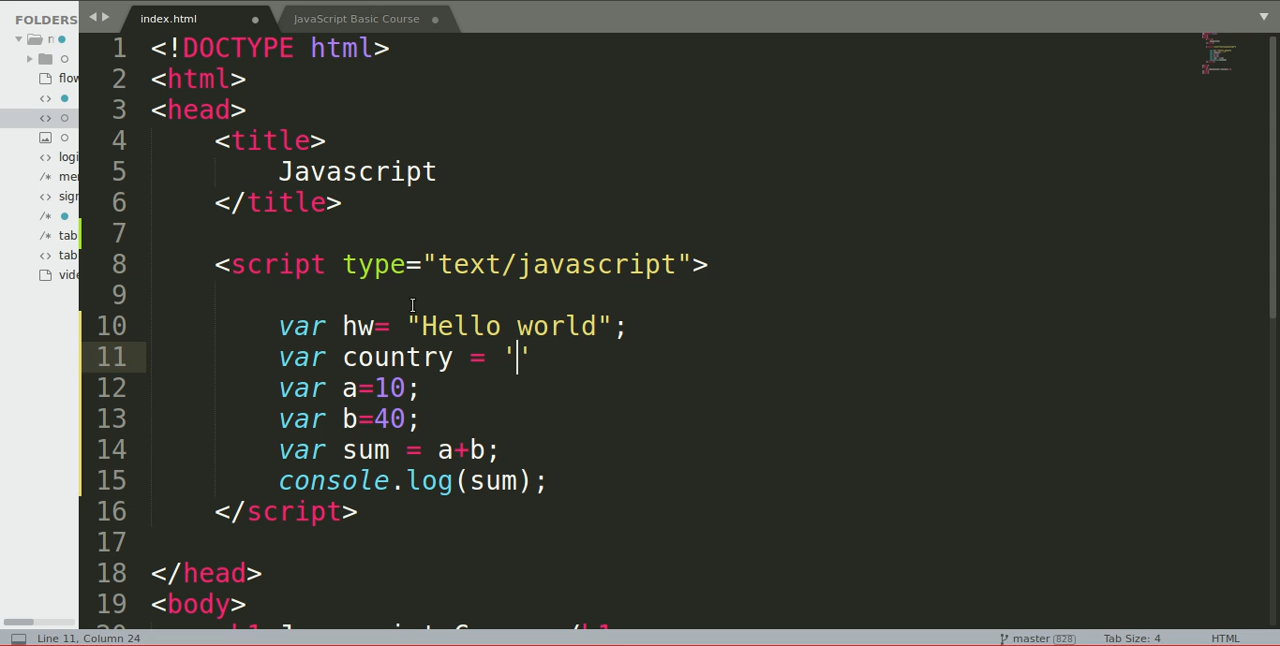 FOLDERS
index.html
JavaScript Basic Course
flow
logi
me
sign
tab
tab
vide
1 <!DOCTYPE html>
2 <html>
3 <head>
4 <title>
5 Javascript
6 </title>
7
8 <script type="text/javascript">
9
10 var hw= "Hello world";
11 var country = ''
12 var a=10;
13 var b=40;
14 var sum = a+b;
15 console.log(sum);
16 </script>
17
18 </head>
19 <body>
Line 11, Column 24
master 828
Tab Size: 4
HTML